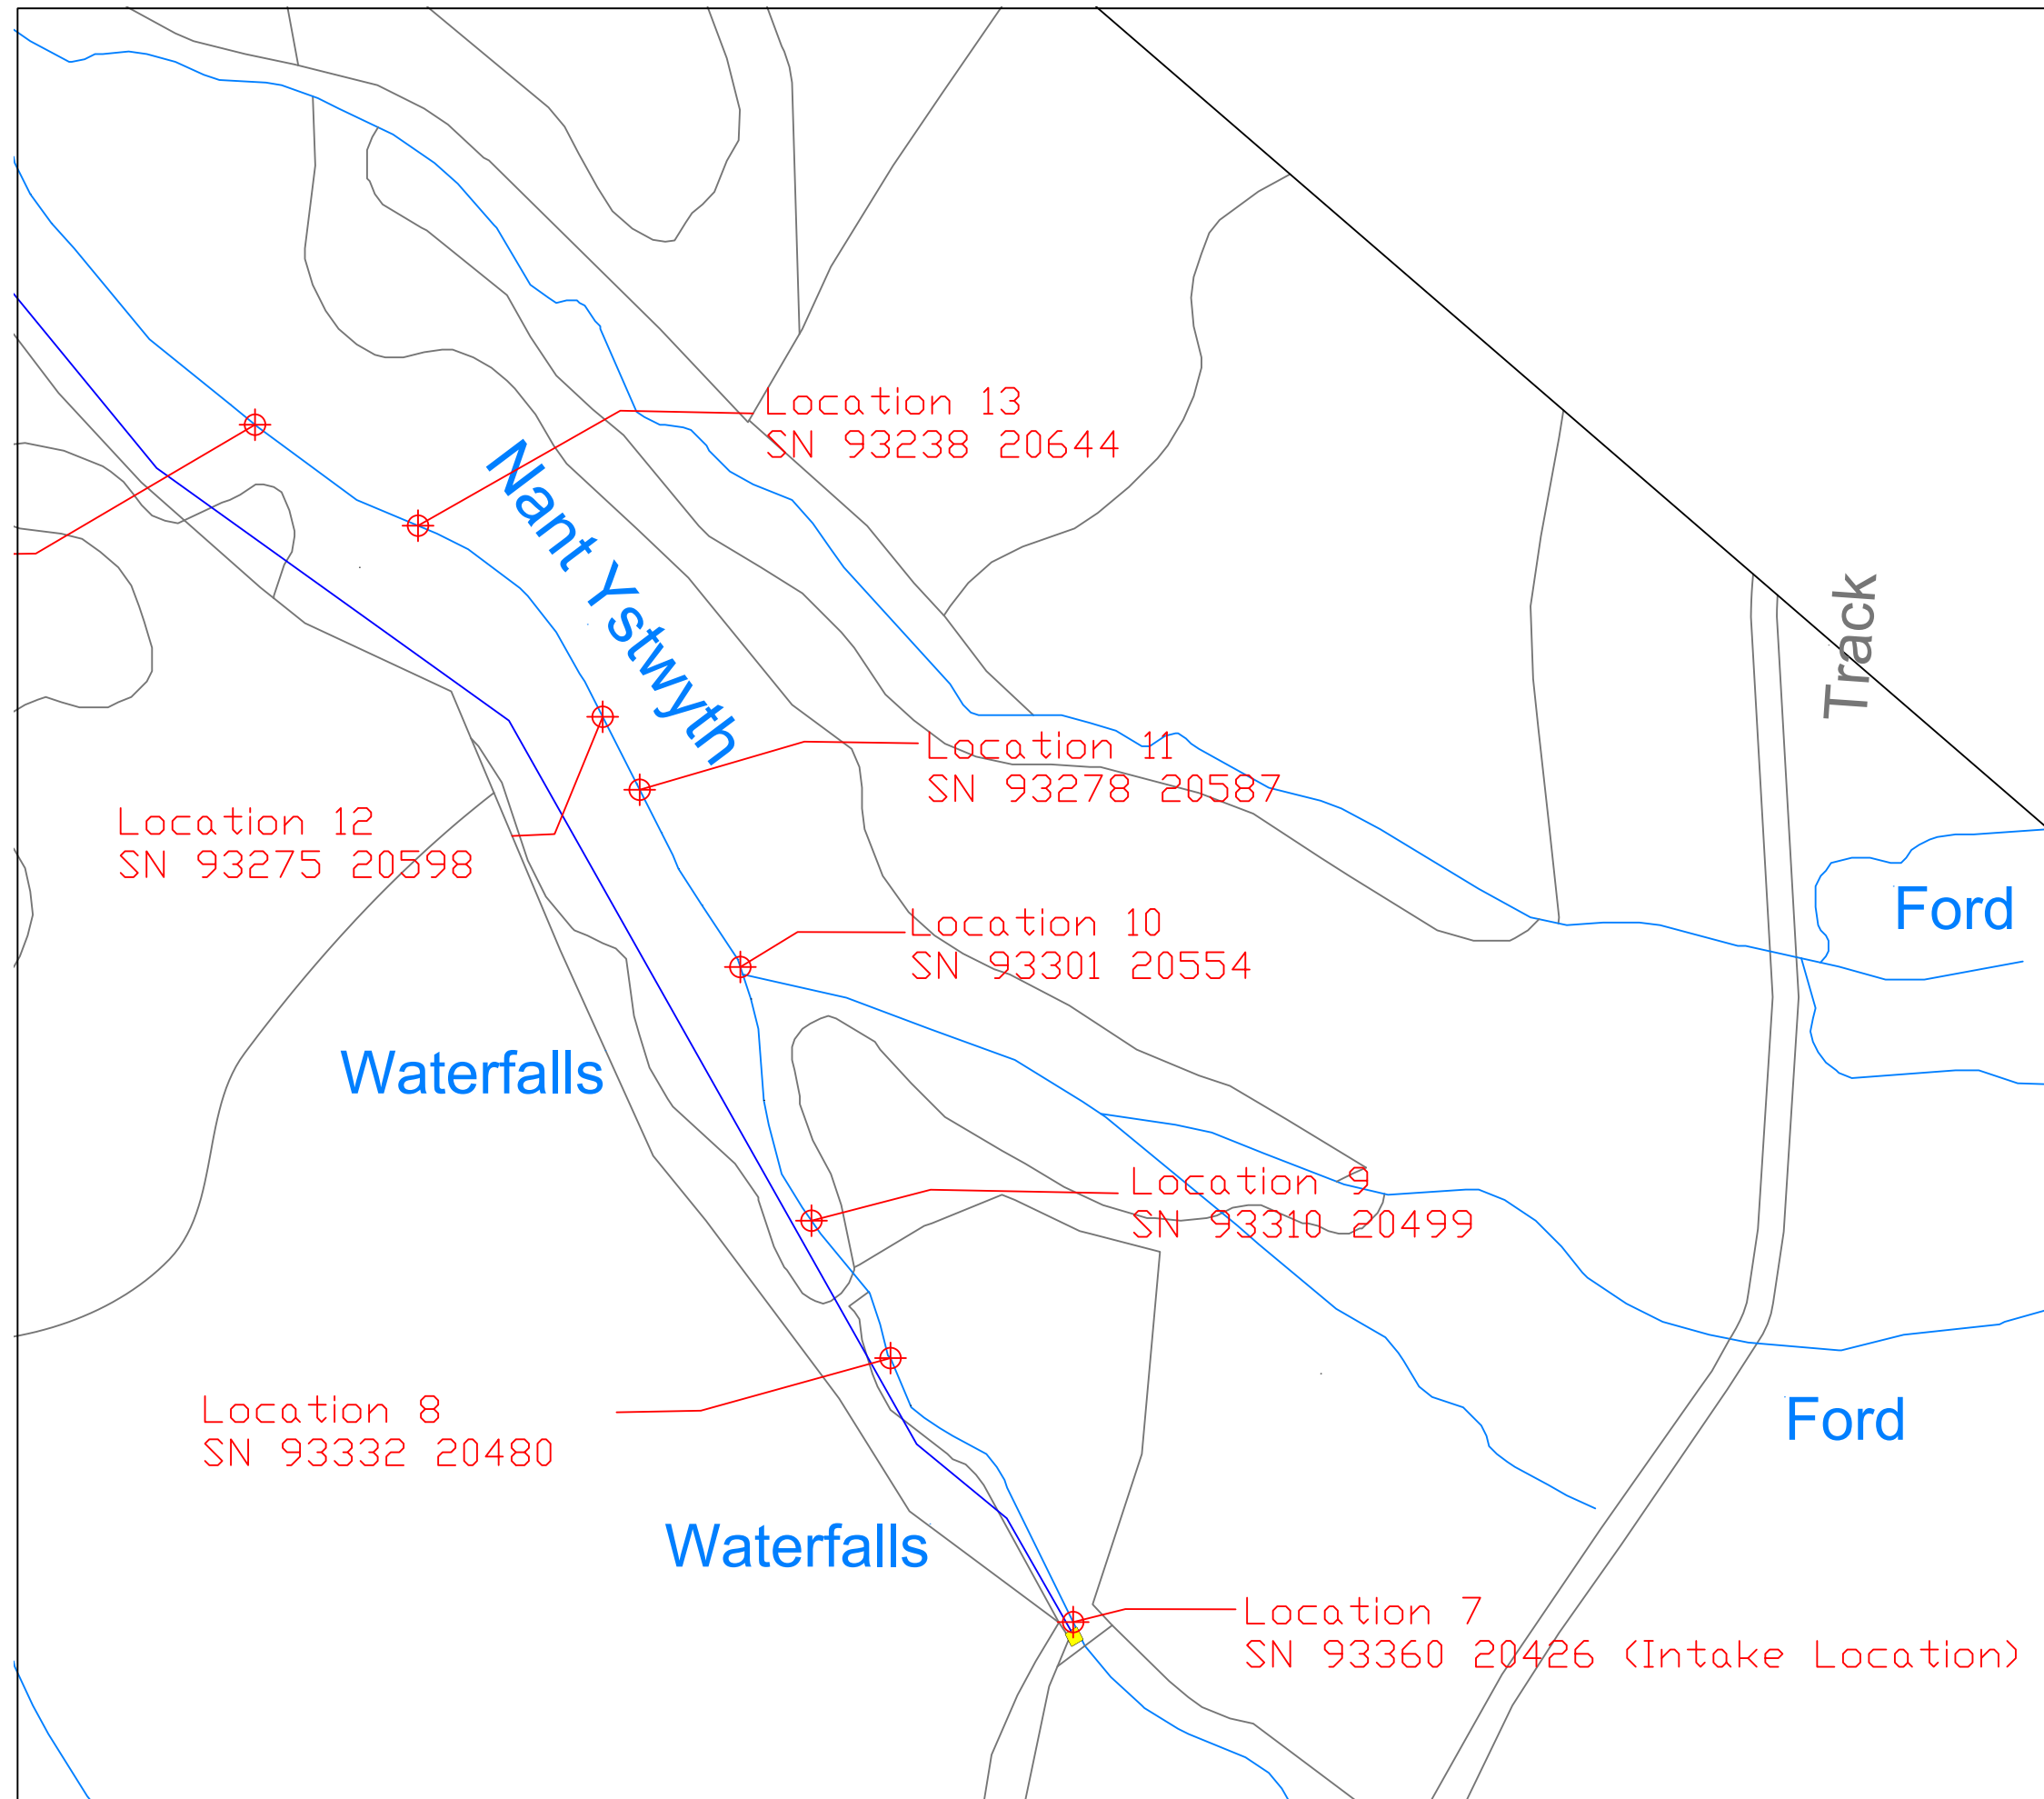 Location 13
SN 93238 20644
Nant Ystwyth
Track
Location 11
SN 93278 20587
Location 12
SN 93275 20598
Ford
Location 10
SN 93301 20554
Waterfalls
Location 9
SN 93310 20499
Location 8
SN 93332 20480
Ford
Waterfalls
Location 7
SN 93360 20426 (Intake Location)